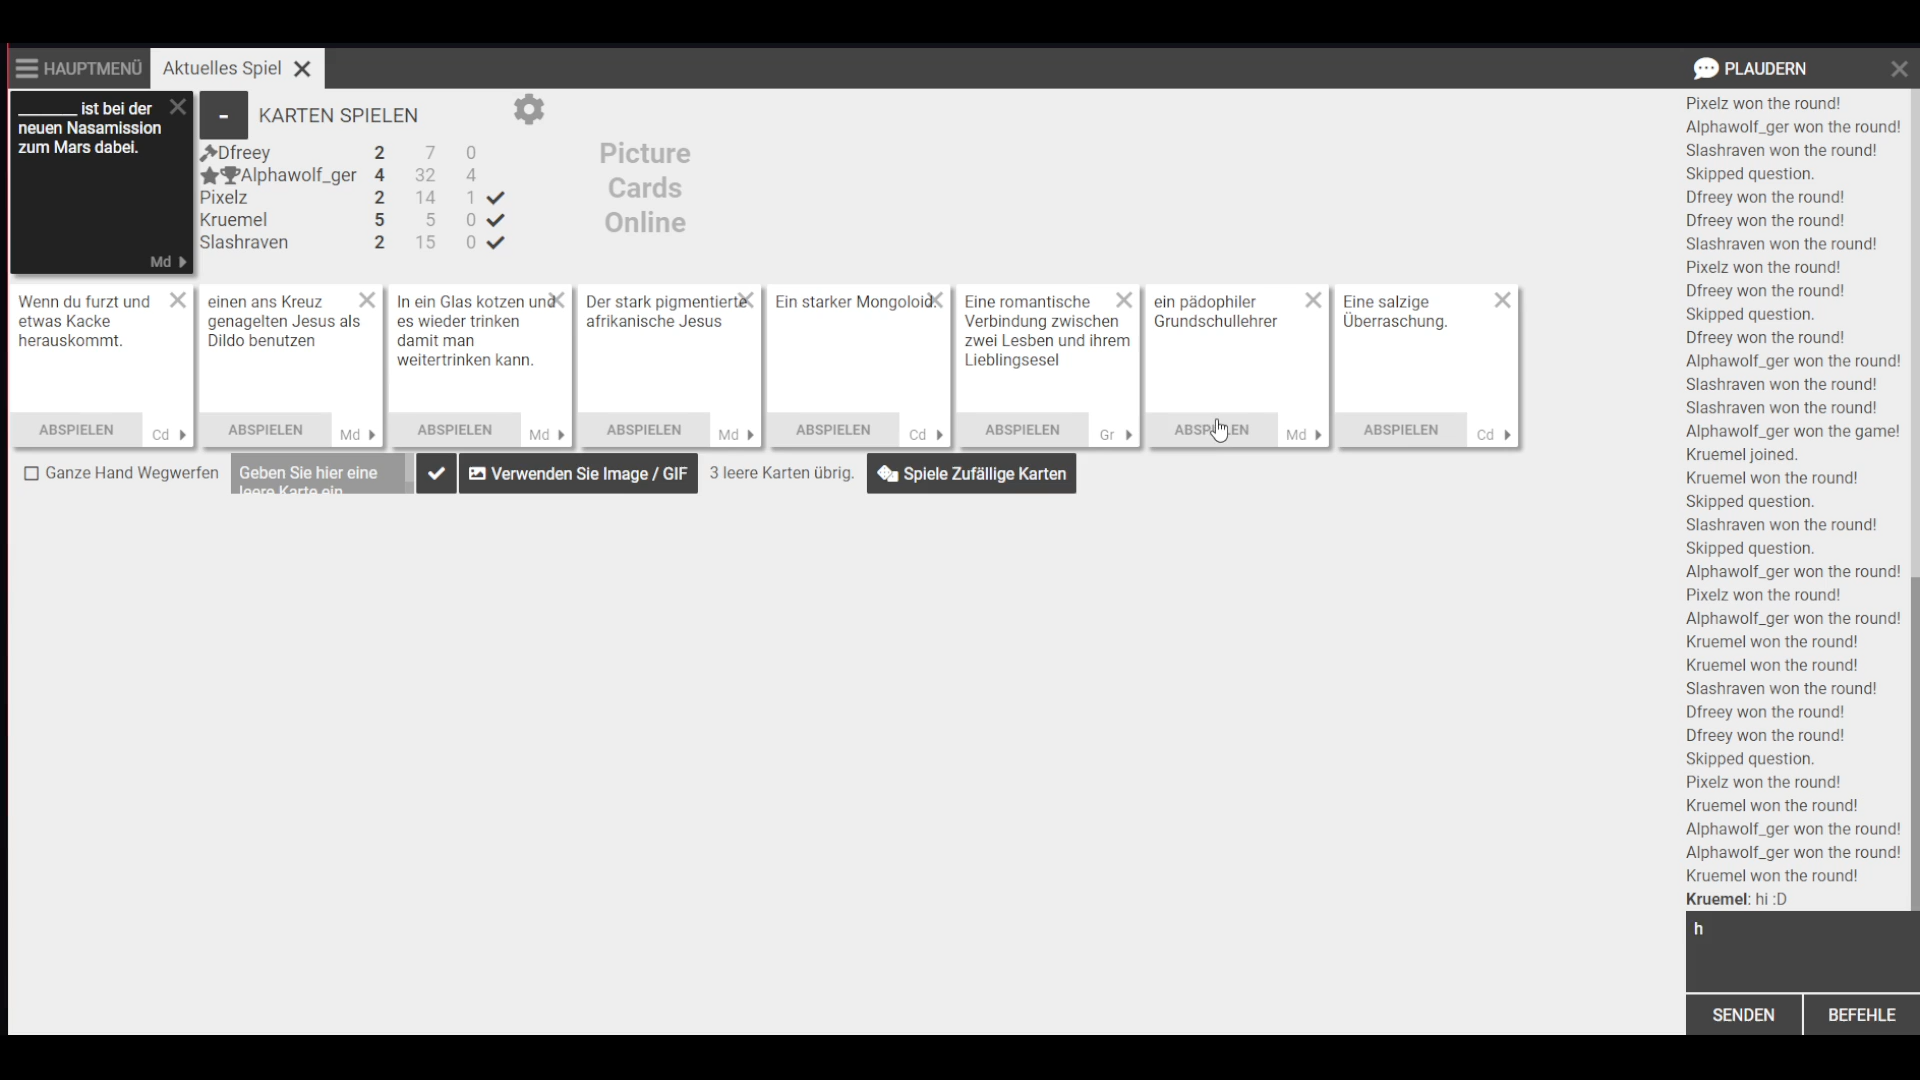 HAUPTMENÜ
Aktuelles Spiel
PLAUDERN
_______ ist bei der
neuen Nasamission
zum Mars dabei.
Md
-
KARTEN SPIELEN
Dfreey 2 7 0
Alphawolf_ger 4 32 4
Pixelz 2 14 1
Kruemel 5 5 0
Slashraven 2 15 0
Picture
Cards
Online
Wenn du furzt und
etwas Kacke
herauskommt.
ABSPIELEN
Cd
einen ans Kreuz
genagelten Jesus als
Dildo benutzen
ABSPIELEN
Md
In ein Glas kotzen und
es wieder trinken
damit man
weitertrinken kann.
ABSPIELEN
Md
Der stark pigmentierte
afrikanische Jesus
ABSPIELEN
Md
Ein starker Mongoloid.
ABSPIELEN
Cd
Eine romantische
Verbindung zwischen
zwei Lesben und ihrem
Lieblingsesel
ABSPIELEN
Gr
ein pädophiler
Grundschullehrer
ABSPIELEN
Md
Eine salzige
Überraschung.
ABSPIELEN
Cd
Ganze Hand Wegwerfen
Geben Sie hier eine
leere Karte ein
Verwenden Sie Image / GIF
3 leere Karten übrig.
Spiele Zufällige Karten
Pixelz won the round!
Alphawolf_ger won the round!
Slashraven won the round!
Skipped question.
Dfreey won the round!
Dfreey won the round!
Slashraven won the round!
Pixelz won the round!
Dfreey won the round!
Skipped question.
Dfreey won the round!
Alphawolf_ger won the round!
Slashraven won the round!
Slashraven won the round!
Alphawolf_ger won the game!
Kruemel joined.
Kruemel won the round!
Skipped question.
Slashraven won the round!
Skipped question.
Alphawolf_ger won the round!
Pixelz won the round!
Alphawolf_ger won the round!
Kruemel won the round!
Kruemel won the round!
Slashraven won the round!
Dfreey won the round!
Dfreey won the round!
Skipped question.
Pixelz won the round!
Kruemel won the round!
Alphawolf_ger won the round!
Alphawolf_ger won the round!
Kruemel won the round!
Kruemel: hi :D
h
SENDEN
BEFEHLE